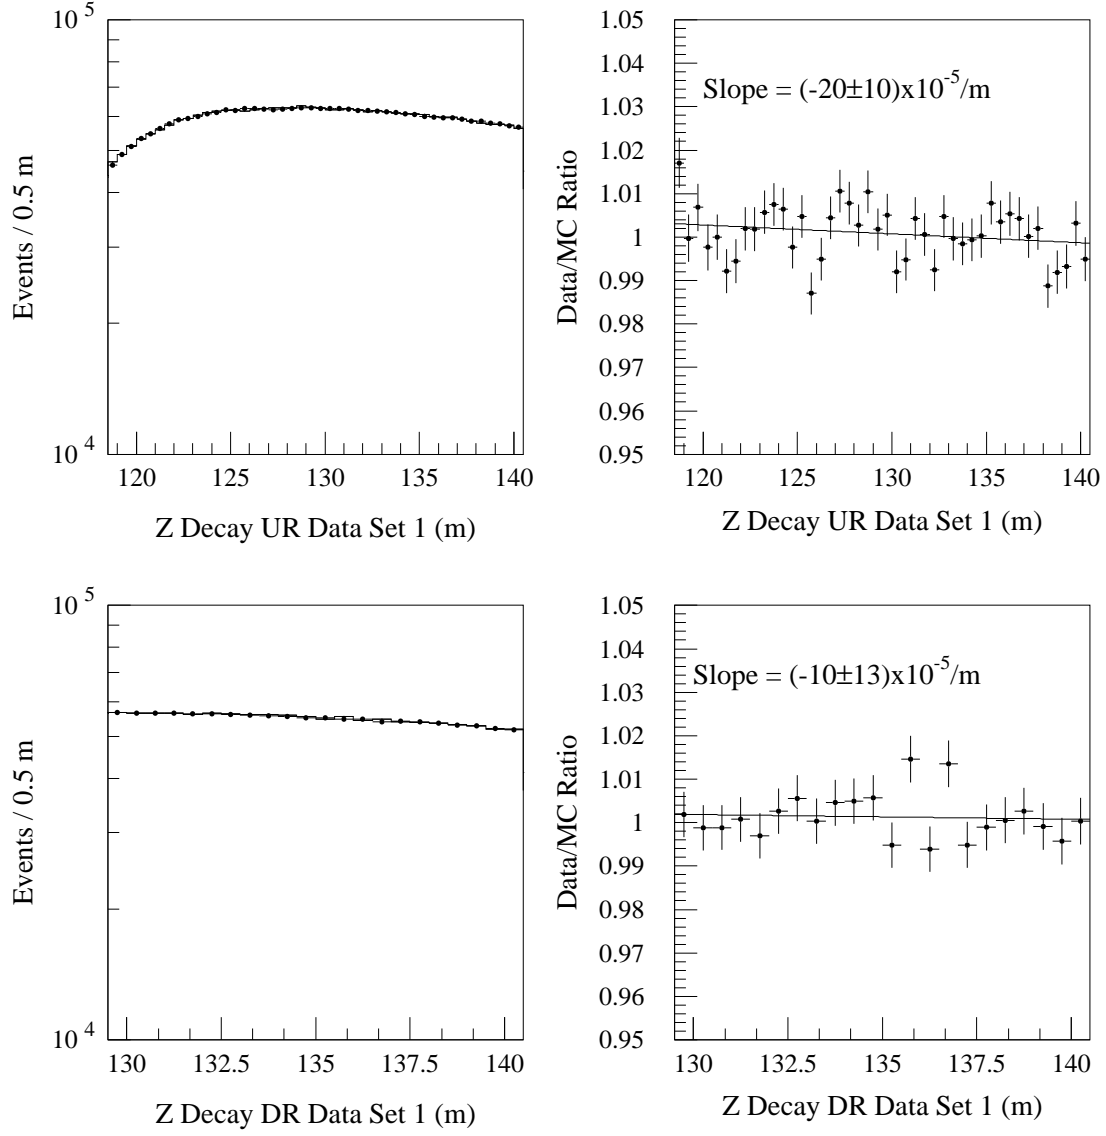 10^5
10^4
Events / 0.5 m
120 125 130 135 140
Z Decay UR Data Set 1 (m)
1.05
1.04
1.03
1.02
1.01
1
0.99
0.98
0.97
0.96
0.95
Data/MC Ratio
Slope = (-20±10)x10^-5/m
120 125 130 135 140
Z Decay UR Data Set 1 (m)
10^5
10^4
Events / 0.5 m
130 132.5 135 137.5 140
Z Decay DR Data Set 1 (m)
1.05
1.04
1.03
1.02
1.01
1
0.99
0.98
0.97
0.96
0.95
Data/MC Ratio
Slope = (-10±13)x10^-5/m
130 132.5 135 137.5 140
Z Decay DR Data Set 1 (m)